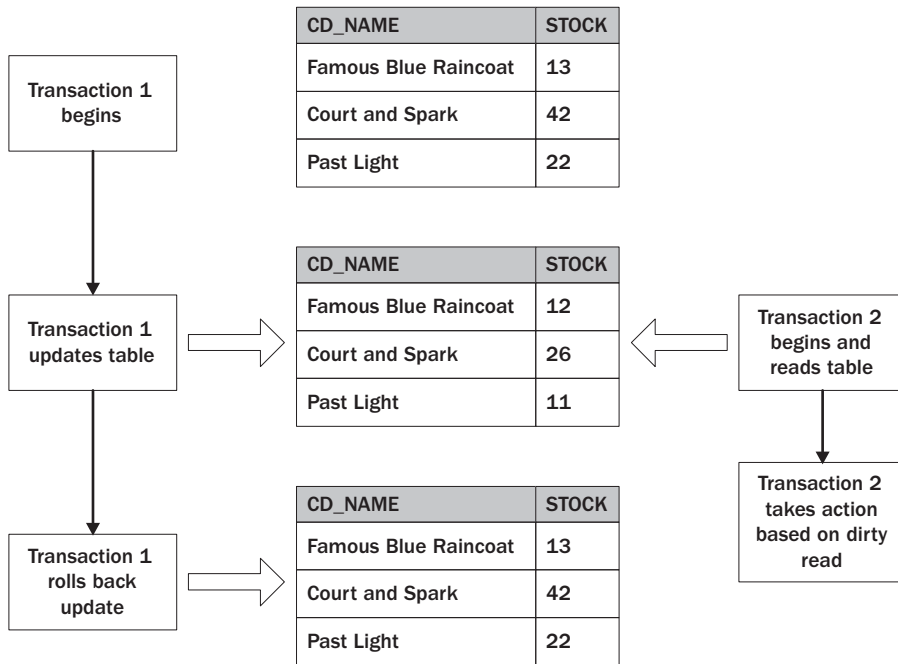 CD_NAME STOCK
Famous Blue Raincoat 13
Court and Spark 42
Past Light 22
Transaction 1
begins
CD_NAME STOCK
Famous Blue Raincoat 12
Court and Spark 26
Past Light 11
Transaction 1
updates table
Transaction 2
begins and
reads table
Transaction 2
takes action
based on dirty
read
CD_NAME STOCK
Famous Blue Raincoat 13
Court and Spark 42
Past Light 22
Transaction 1
rolls back
update